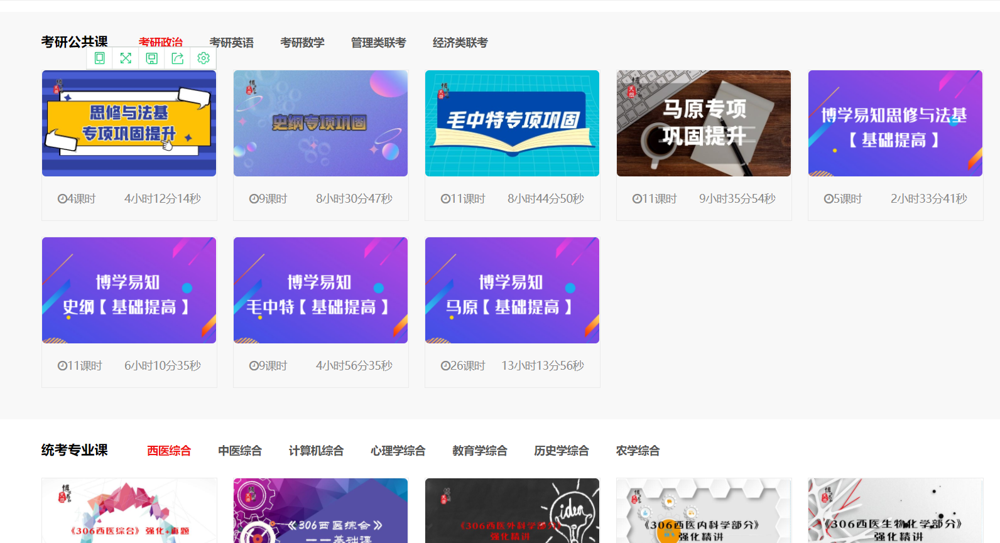 考研公共课
考研政治
考研英语
考研数学
管理类联考
经济类联考
思修与法基
专项巩固提升
史纲专项巩固
毛中特专项巩固
马原专项
巩固提升
博学易知思修与法基
【基础提高】
4课时
4小时12分14秒
9课时
8小时30分47秒
11课时
8小时44分50秒
11课时
9小时35分54秒
5课时
2小时33分41秒
博学易知
史纲【基础提高】
博学易知
毛中特【基础提高】
博学易知
马原【基础提高】
11课时
6小时10分35秒
9课时
4小时56分35秒
26课时
13小时13分56秒
统考专业课
西医综合
中医综合
计算机综合
心理学综合
教育学综合
历史学综合
农学综合
《306西医综合》强化+真题
《306西医综合》
——基础课
《306西医外科学部分》
强化精讲
idea
《306西医内科学部分》
强化精讲
《306西医生物化学部分》
强化精讲